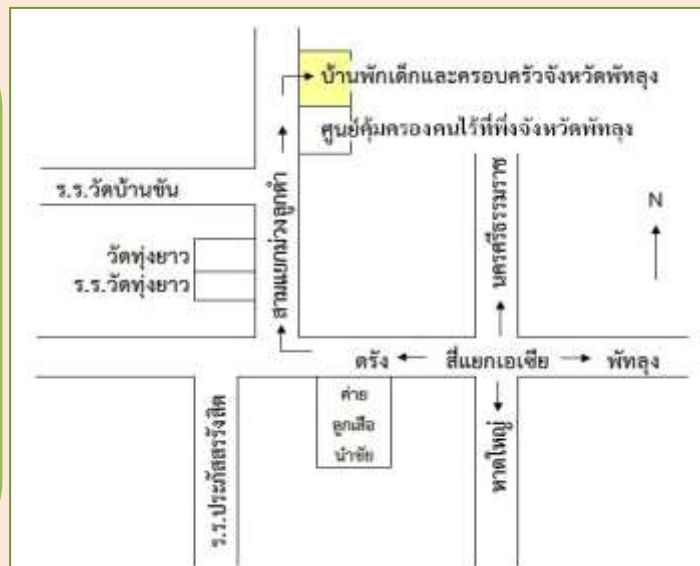 บ้านพักเด็กและครอบครัวจังหวัดพัทลุง
ศูนย์คุ้มครองคนไร้ที่พึ่งจังหวัดพัทลุง
ร.ร.วัดบ้านขัน
สามแยกม่วงลูกดำ
นครศรีธรรมราช
N
วัดทุ่งยาว
ร.ร.วัดทุ่งยาว
ตรัง สี่แยกเอเซีย พัทลุง
ค่าย
ลูกเสือ
นำชัย
หาดใหญ่
ร.ร.ประภัสสรรังสิต